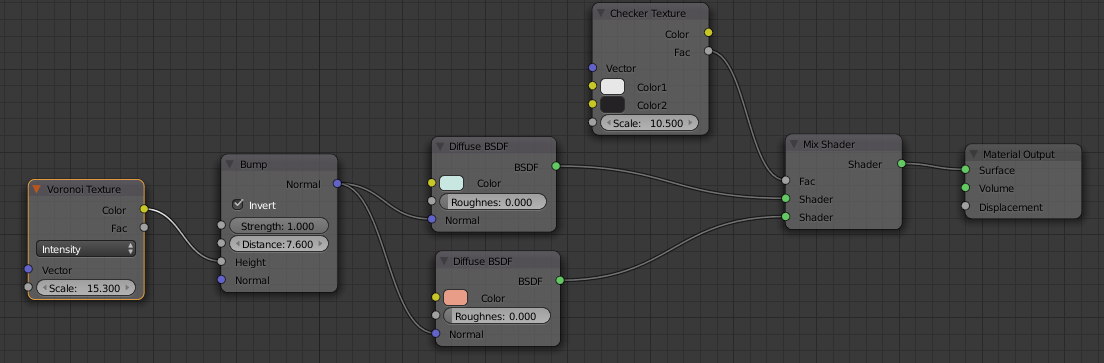 Voronoi Texture
Color
Fac
Intensity
Vector
Scale: 15.300
Bump
Normal
Invert
Strength: 1.000
Distance: 7.600
Height
Normal
Diffuse BSDF
BSDF
Color
Roughnes: 0.000
Normal
Diffuse BSDF
BSDF
Color
Roughnes: 0.000
Normal
Checker Texture
Color
Fac
Vector
Color1
Color2
Scale: 10.500
Mix Shader
Shader
Fac
Shader
Shader
Material Output
Surface
Volume
Displacement